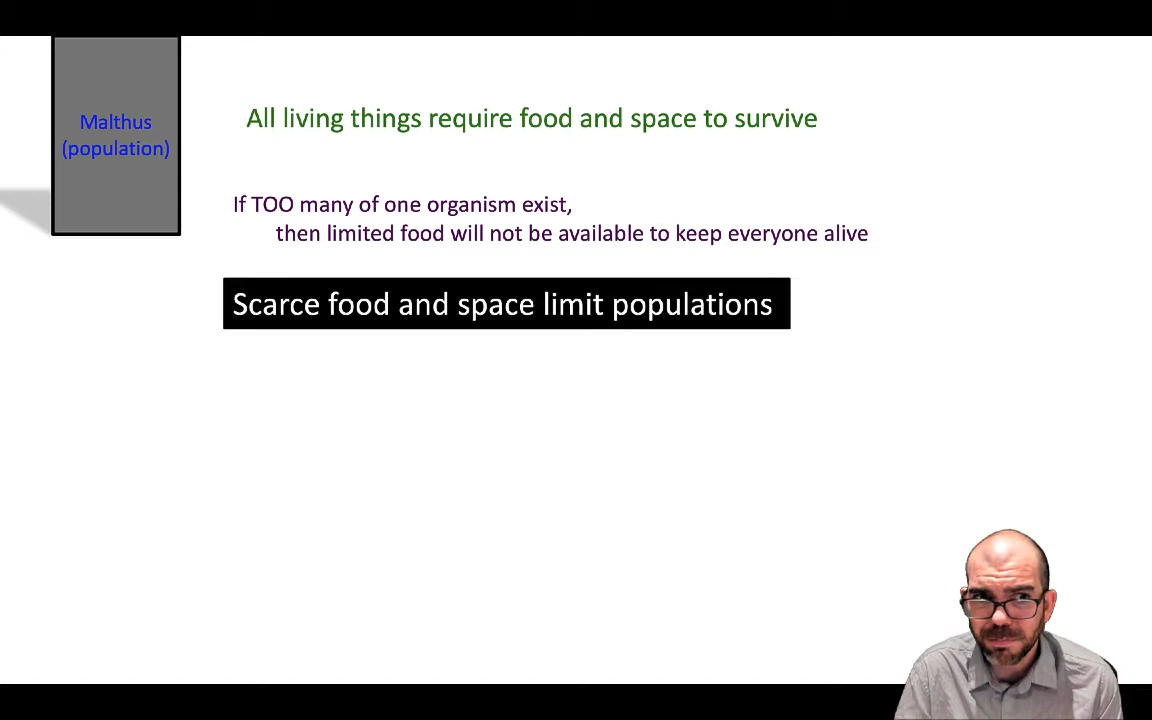 Malthus
(population)
All living things require food and space to survive
If TOO many of one organism exist,
then limited food will not be available to keep everyone alive
Scarce food and space limit populations